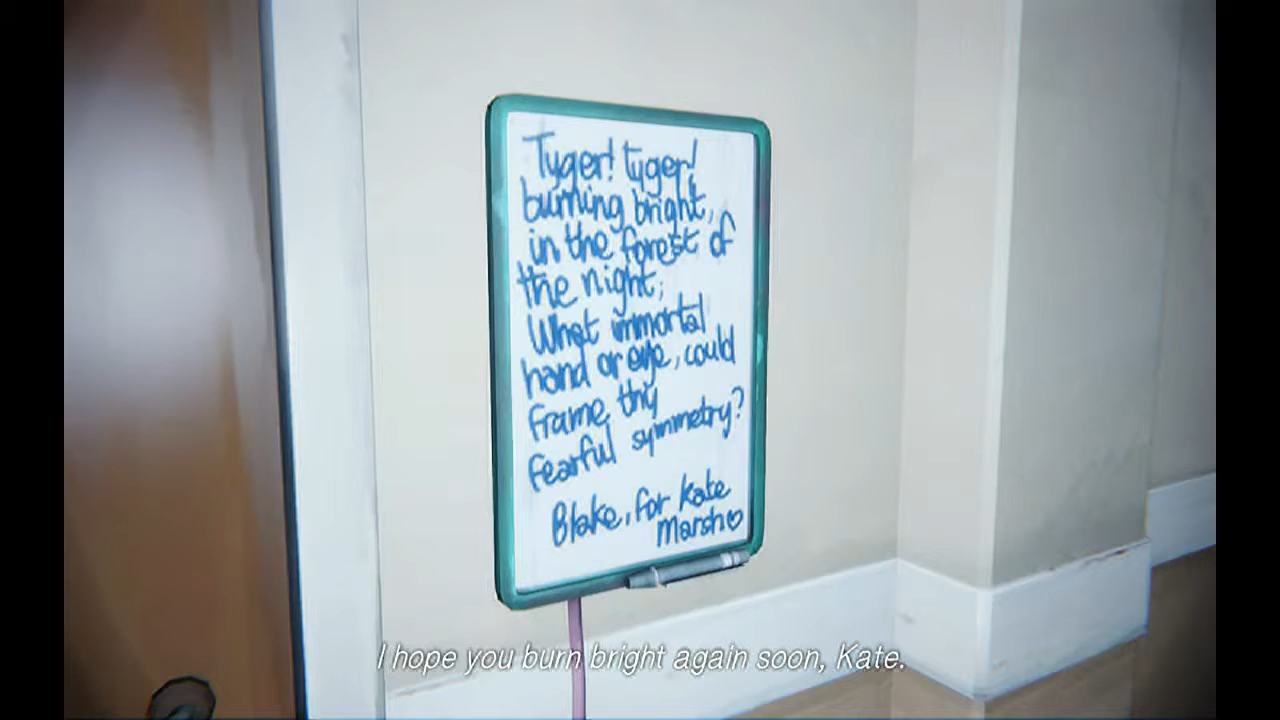 Tyger! tyger!
burning bright,
in the forest of
the night;
What immortal
hand or eye, could
frame thy
fearful symmetry?
Blake, for Kate
Marsh♡
I hope you burn bright again soon, Kate.